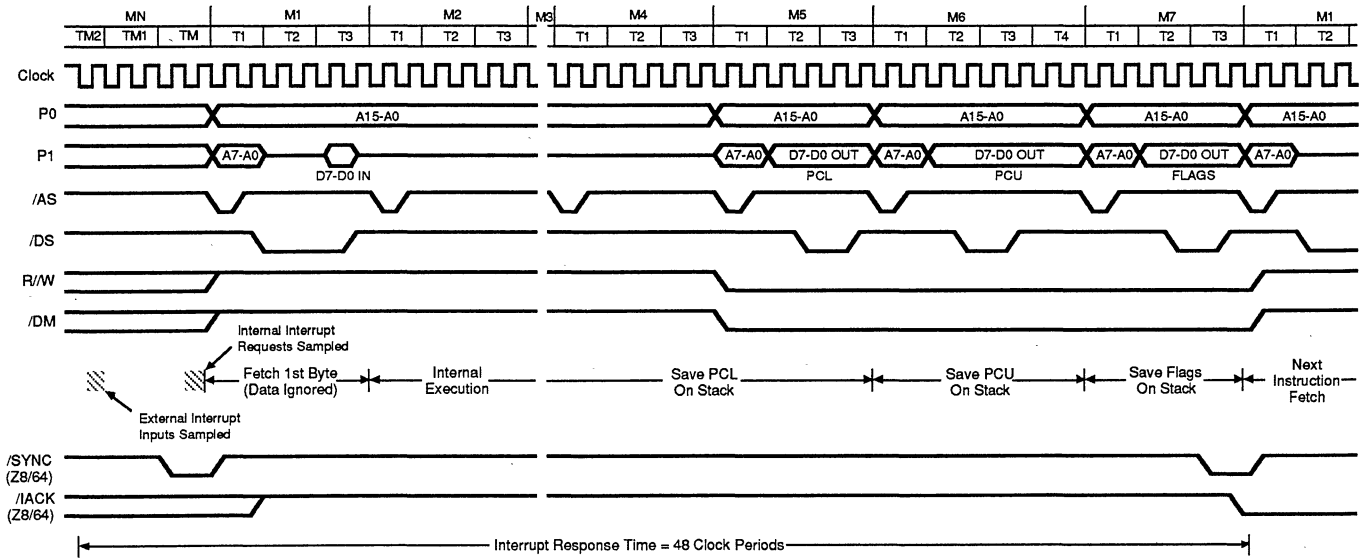 MN M1 M2 M3 M4 M5 M6 M7 M1
TM2 TM1 TM T1 T2 T3 T1 T2 T3 T1 T2 T3 T1 T2 T3 T1 T2 T3 T4 T1 T2 T3 T1 T2
Clock
P0 A15-A0 A15-A0 A15-A0 A15-A0 A15-A0
P1 A7-A0 A7-A0 D7-D0 OUT A7-A0 D7-D0 OUT A7-A0 D7-D0 OUT A7-A0
D7-D0 IN PCL PCU FLAGS
/AS
/DS
R//W
/DM
Internal Interrupt
Requests Sampled
Fetch 1st Byte
(Data Ignored)
Internal
Execution
Save PCL
On Stack
Save PCU
On Stack
Save Flags
On Stack
Next
Instruction
Fetch
External Interrupt
Inputs Sampled
/SYNC
(Z8/64)
/IACK
(Z8/64)
Interrupt Response Time = 48 Clock Periods